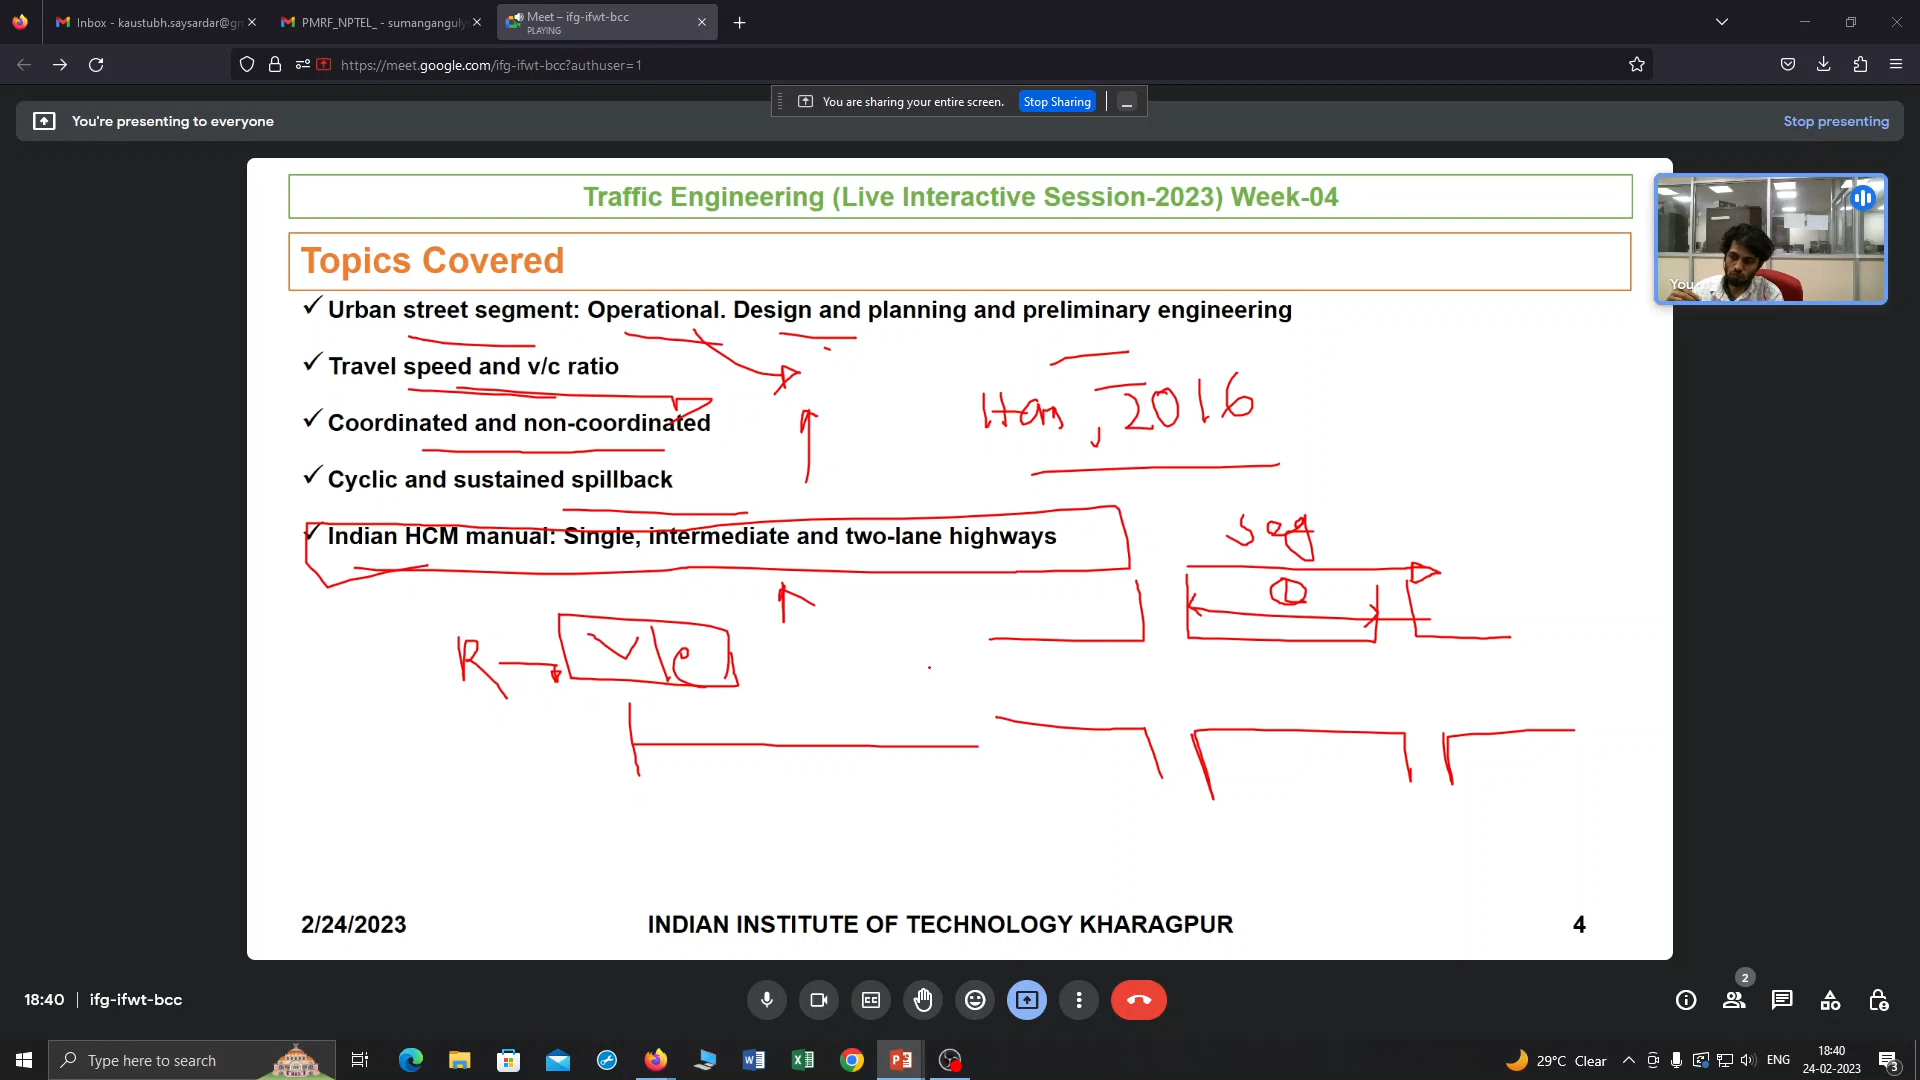 Inbox - kaustubh.saysardar@gm
PMRF_NPTEL_ - sumanganguly
Meet – ifg-ifwt-bcc
PLAYING
https://meet.google.com/ifg-ifwt-bcc?authuser=1
You are sharing your entire screen.
Stop Sharing
You're presenting to everyone
Stop presenting
Traffic Engineering (Live Interactive Session-2023) Week-04
Topics Covered
Urban street segment: Operational. Design and planning and preliminary engineering
Travel speed and v/c ratio
Coordinated and non-coordinated
Cyclic and sustained spillback
Indian HCM manual: Single, intermediate and two-lane highways
, 2016
seg
1
R
V/c
You
2/24/2023
INDIAN INSTITUTE OF TECHNOLOGY KHARAGPUR
4
18:40 | ifg-ifwt-bcc
2
Type here to search
29°C Clear
ENG
18:40
24-02-2023
3